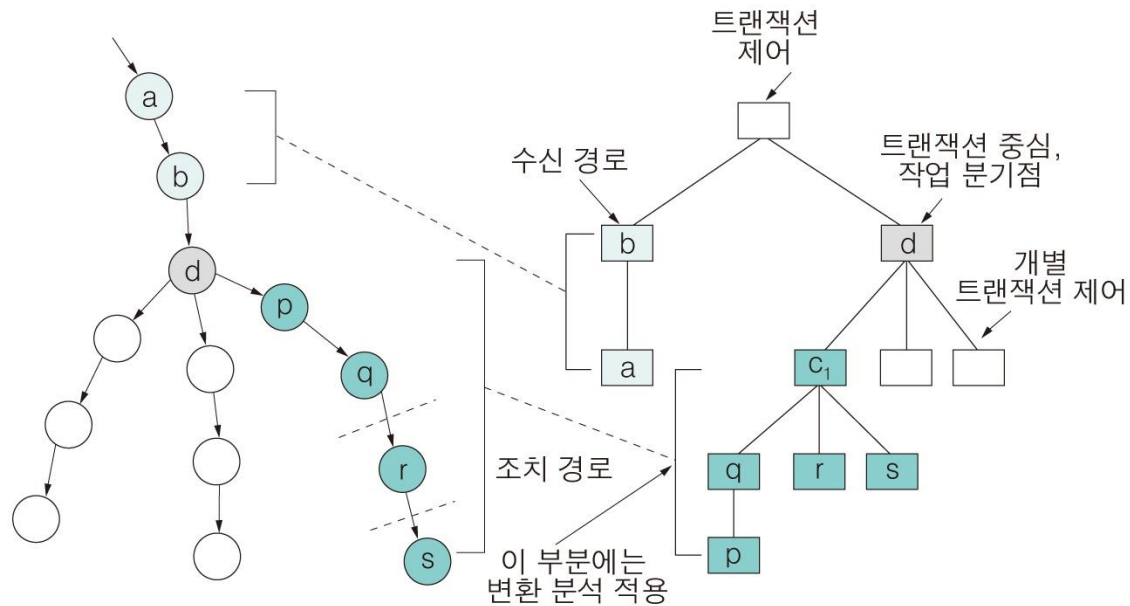 a
b
d
p
q
r
s
조치 경로
트랜잭션
제어
수신 경로
트랜잭션 중심,
작업 분기점
b
d
개별
트랜잭션 제어
a
c₁
q
r
s
p
이 부분에는
변환 분석 적용